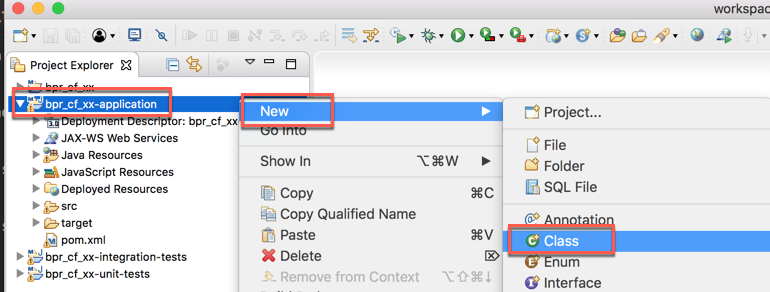 workspac
Project Explorer
bpr_cf_xx
bpr_cf_xx-application
Deployment Descriptor: bpr_cf_xx
JAX-WS Web Services
Java Resources
JavaScript Resources
Deployed Resources
src
target
pom.xml
bpr_cf_xx-integration-tests
bpr_cf_xx-unit-tests
New
Go Into
Show In ⌥⌘W
Copy ⌘C
Copy Qualified Name
Paste ⌘V
Delete ⌦
Remove from Context ⌥⇧⌘↓
Project...
File
Folder
SQL File
Annotation
Class
Enum
Interface